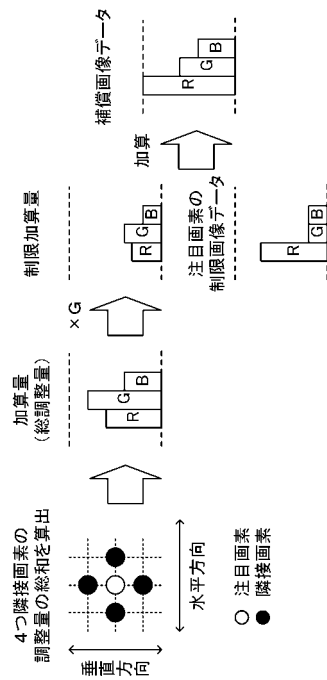 4つ隣接画素の
調整量の総和を算出
垂直方向
水平方向
○ 注目画素
● 隣接画素
加算量
(総調整量)
R
G
B
×G
制限加算量
R
G
B
注目画素の
制限画像データ
R
G
B
加算
補償画像データ
R
G
B